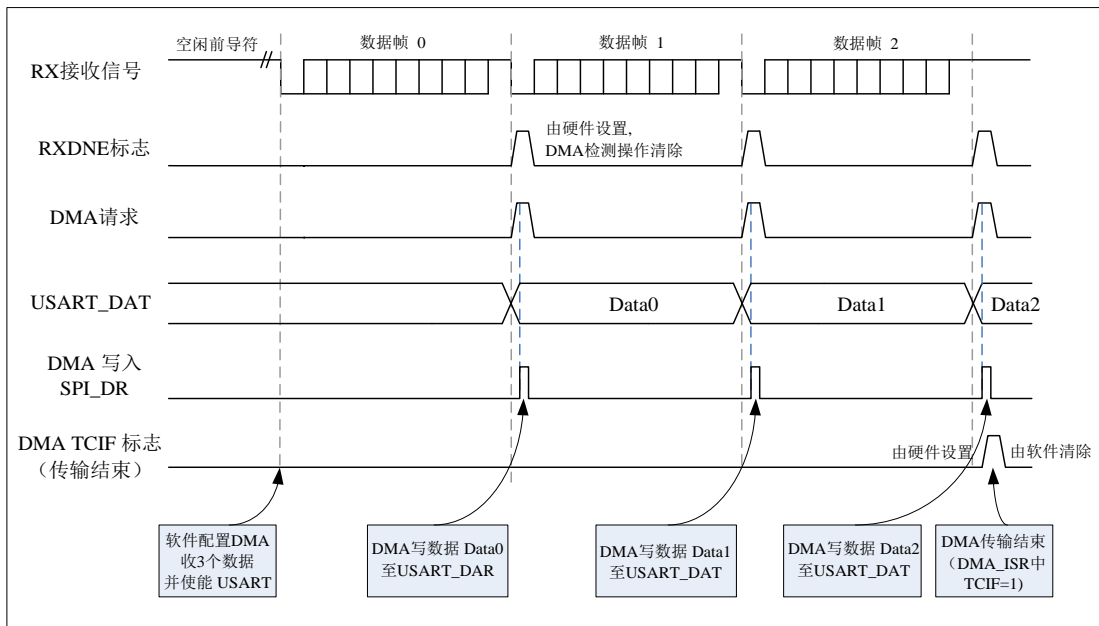 空闲前导符
数据帧 0
数据帧 1
数据帧 2
RX接收信号
由硬件设置,
DMA检测操作清除
RXDNE标志
DMA请求
USART_DAT
Data0
Data1
Data2
DMA 写入
SPI_DR
DMA TCIF 标志
（传输结束）
由硬件设置
由软件清除
软件配置DMA
收3个数据
并使能 USART
DMA写数据 Data0
至USART_DAR
DMA写数据 Data1
至USART_DAT
DMA写数据 Data2
至USART_DAT
DMA传输结束
（DMA_ISR中
TCIF=1)